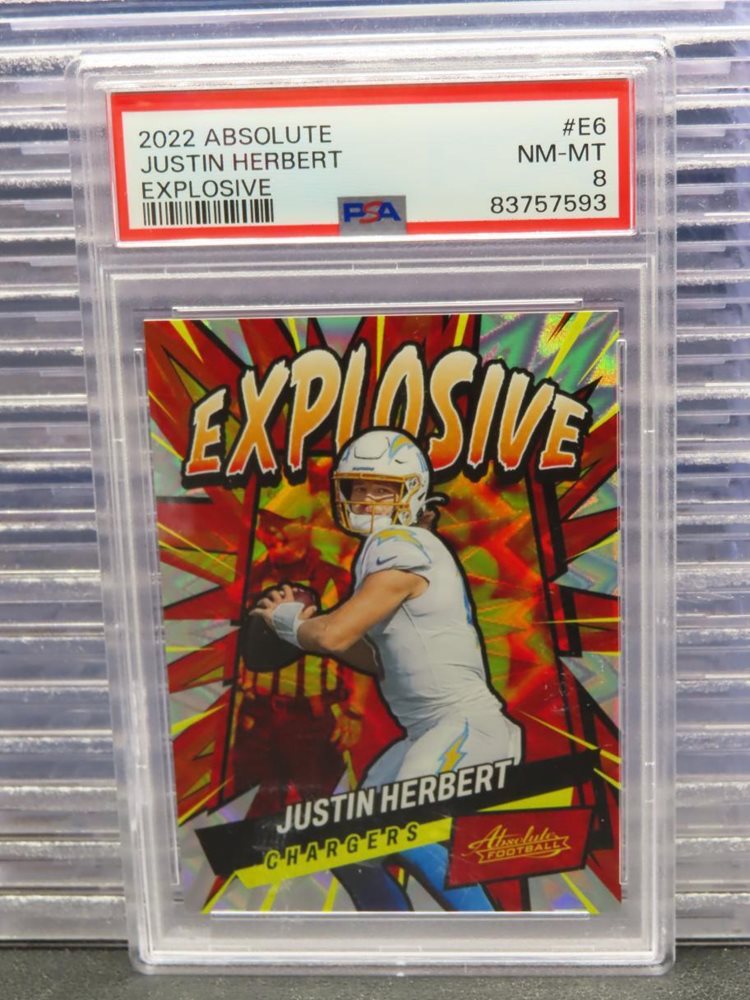 2022 ABSOLUTE #E6
JUSTIN HERBERT NM-MT
EXPLOSIVE 8
PSA 83757593
EXPLOSIVE
JUSTIN HERBERT
CHARGERS
Absolute
FOOTBALL